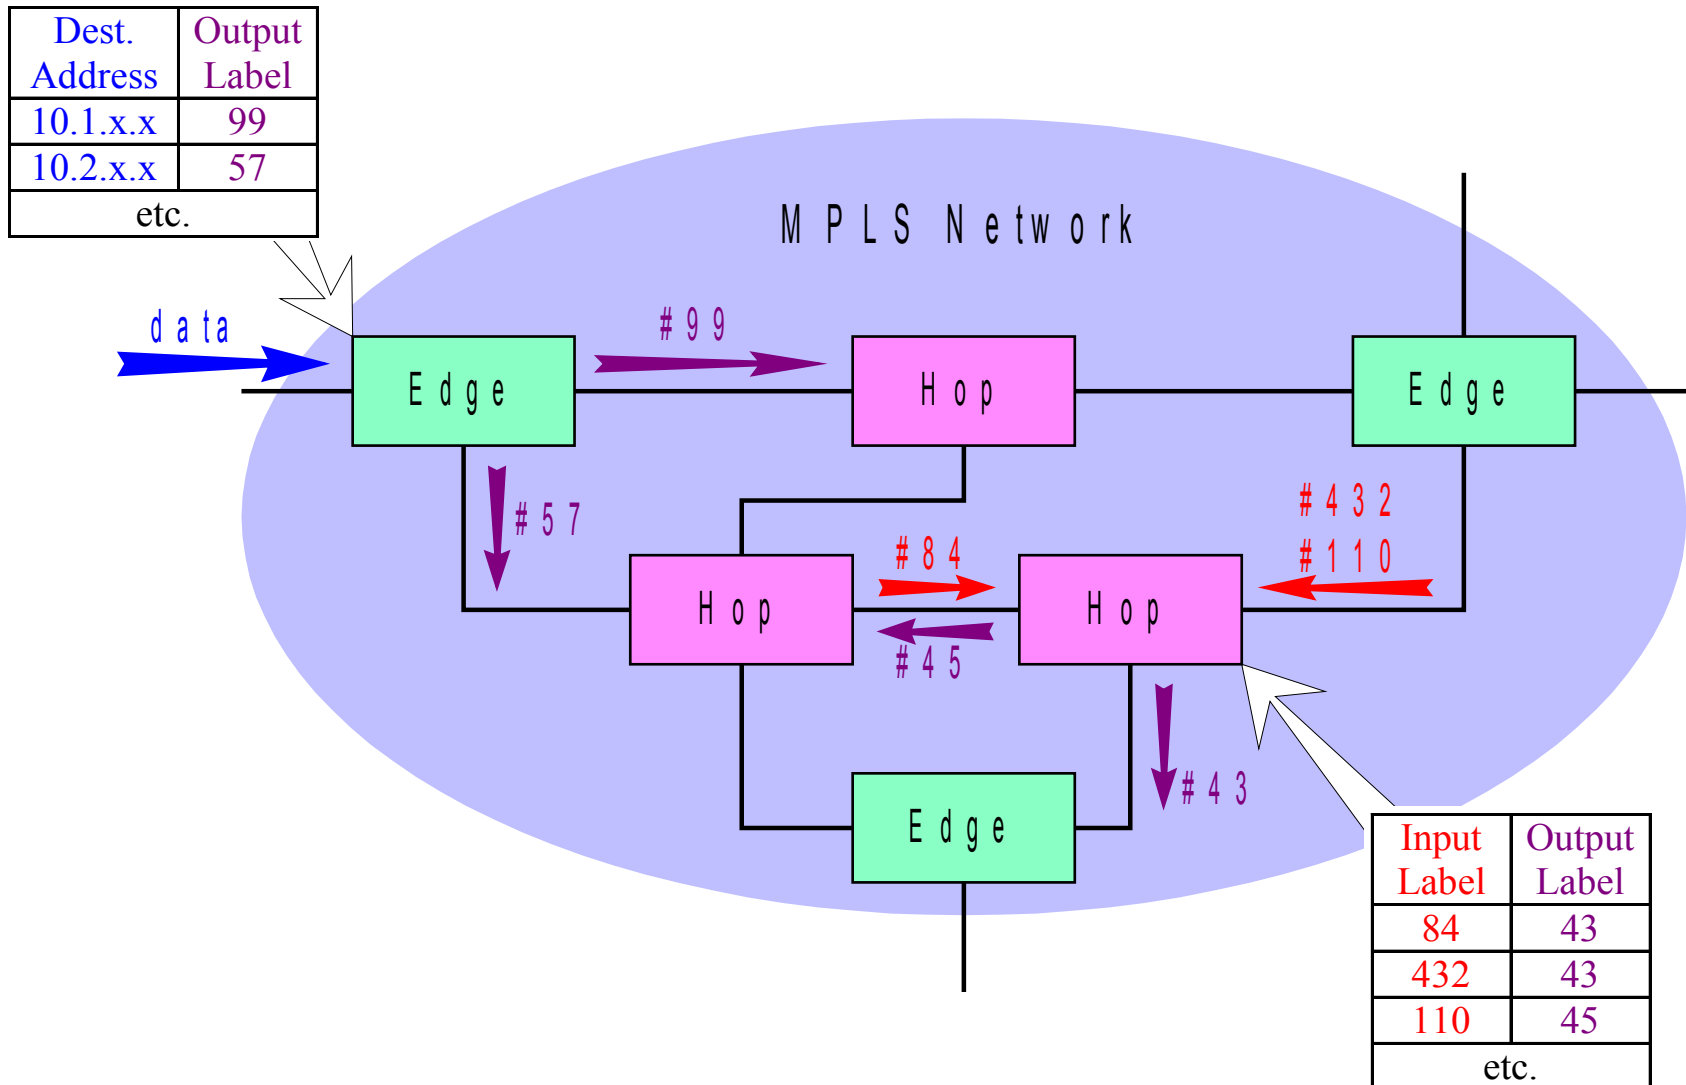 Dest. Address Output Label
10.1.x.x 99
10.2.x.x 57
etc.
MPLS Network
data
#99
Edge
Hop
Edge
#57
#432
#84
#110
Hop
Hop
#45
#43
Edge
Input Label Output Label
84 43
432 43
110 45
etc.